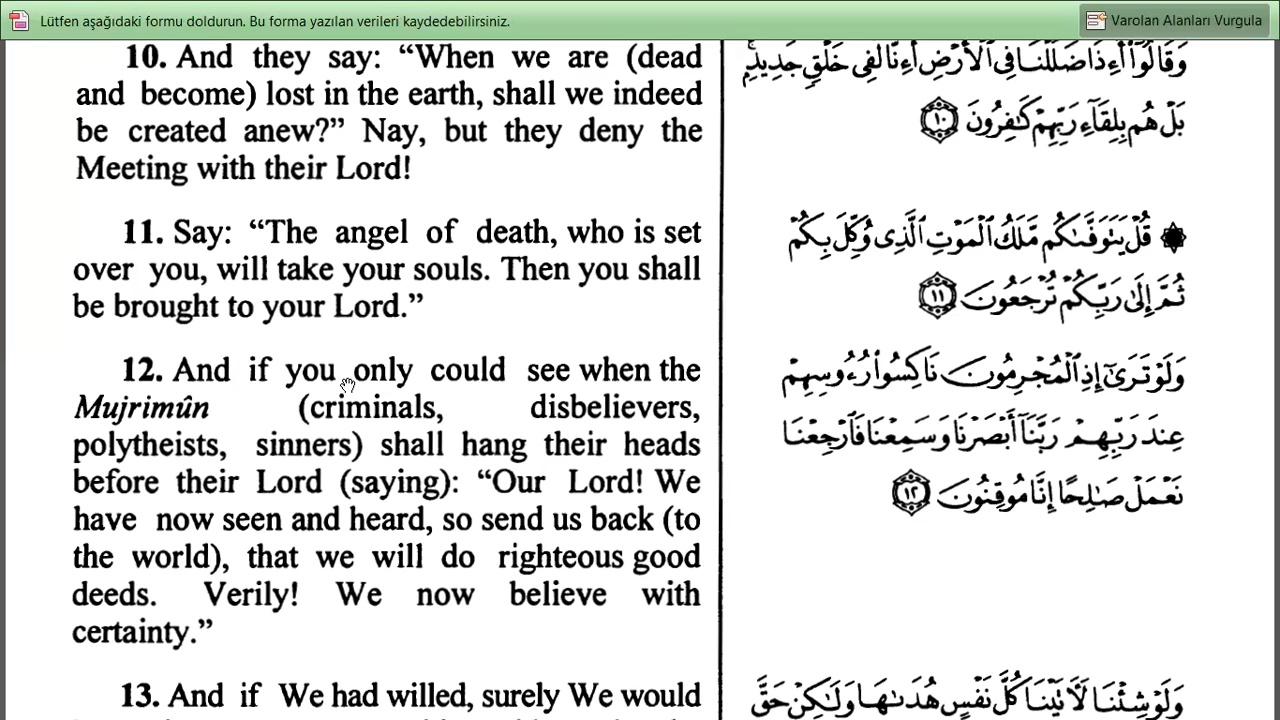 Lütfen aşağıdaki formu doldurun. Bu forma yazılan verileri kaydedebilirsiniz.
Varolan Alanları Vurgula
10. And they say: “When we are (dead
and become) lost in the earth, shall we indeed
be created anew?” Nay, but they deny the
Meeting with their Lord!
11. Say: “The angel of death, who is set
over you, will take your souls. Then you shall
be brought to your Lord.”
12. And if you only could see when the
Mujrimûn (criminals, disbelievers,
polytheists, sinners) shall hang their heads
before their Lord (saying): “Our Lord! We
have now seen and heard, so send us back (to
the world), that we will do righteous good
deeds. Verily! We now believe with
certainty.”
13. And if We had willed, surely We would
وَقَالُوٓا۟ أَءِذَا ضَلَلْنَا فِى ٱلْأَرْضِ أَءِنَّا لَفِى خَلْقٍ جَدِيدٍۭ
بَلْ هُم بِلِقَآءِ رَبِّهِمْ كَـٰفِرُونَ ١٠
۞ قُلْ يَتَوَفَّىٰكُم مَّلَكُ ٱلْمَوْتِ ٱلَّذِى وُكِّلَ بِكُمْ
ثُمَّ إِلَىٰ رَبِّكُمْ تُرْجَعُونَ ١١
وَلَوْ تَرَىٰٓ إِذِ ٱلْمُجْرِمُونَ نَاكِسُوا۟ رُءُوسِهِمْ
عِندَ رَبِّهِمْ رَبَّنَآ أَبْصَرْنَا وَسَمِعْنَا فَٱرْجِعْنَا
نَعْمَلْ صَـٰلِحًا إِنَّا مُوقِنُونَ ١٢
وَلَوْ شِئْنَا لَـَٔاتَيْنَا كُلَّ نَفْسٍ هُدَىٰهَا وَلَـٰكِنْ حَقَّ